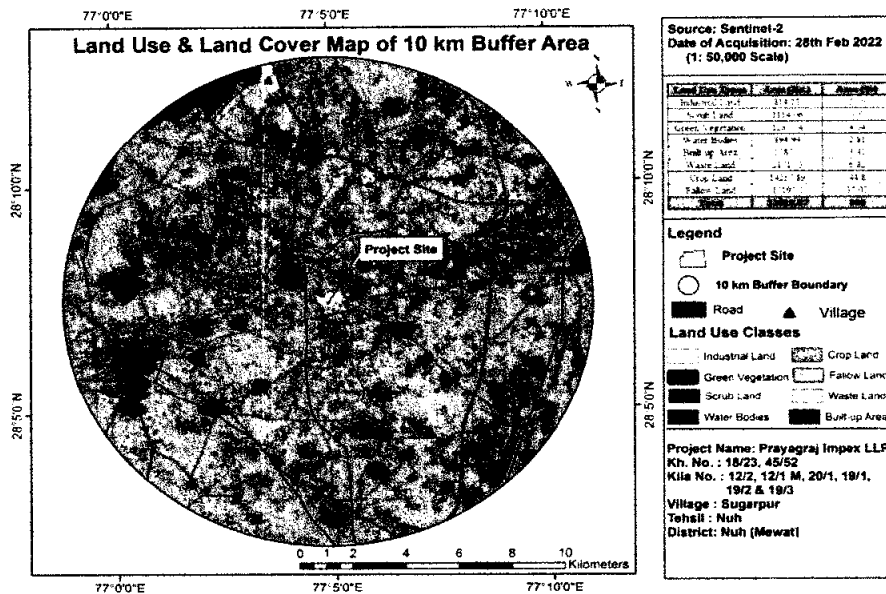 77°0'0"E 77°5'0"E 77°10'0"E
Land Use & Land Cover Map of 10 km Buffer Area
28°10'0"N
28°5'0"N
28°10'0"N
28°5'0"N
Project Site
0 1 2 4 6 8 10
Kilometers
77°0'0"E 77°5'0"E 77°10'0"E
Source: Sentinel-2
Date of Acquisition: 28th Feb 2022
(1: 50,000 Scale)
Industrial Land
Scrub Land
Green Vegetation
Water Bodies
Built up Area
Waste Land
Crop Land
Fallow Land
Legend
Project Site
10 km Buffer Boundary
Road Village
Land Use Classes
Industrial Land Crop Land
Green Vegetation Fallow Land
Scrub Land Waste Land
Water Bodies Built-up Area
Project Name: Prayagraj Impex LLP
Kh. No. : 18/23, 45/52
Kila No. : 12/2, 12/1 M, 20/1, 19/1,
19/2 & 19/3
Village : Sugarpur
Tehsil : Nuh
District: Nuh (Mewat)